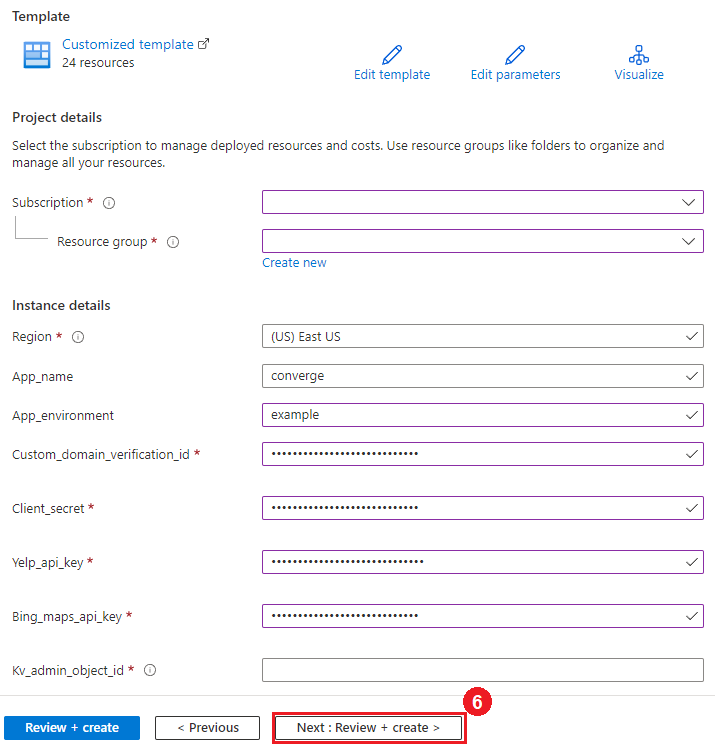 Template
Customized template
24 resources
Edit template
Edit parameters
Visualize
Project details
Select the subscription to manage deployed resources and costs. Use resource groups like folders to organize and
manage all your resources.
Subscription *
Resource group *
Create new
Instance details
Region *
(US) East US
App_name
converge
App_environment
example
Custom_domain_verification_id *
Client_secret *
Yelp_api_key *
Bing_maps_api_key *
Kv_admin_object_id *
6
Review + create
< Previous
Next : Review + create >